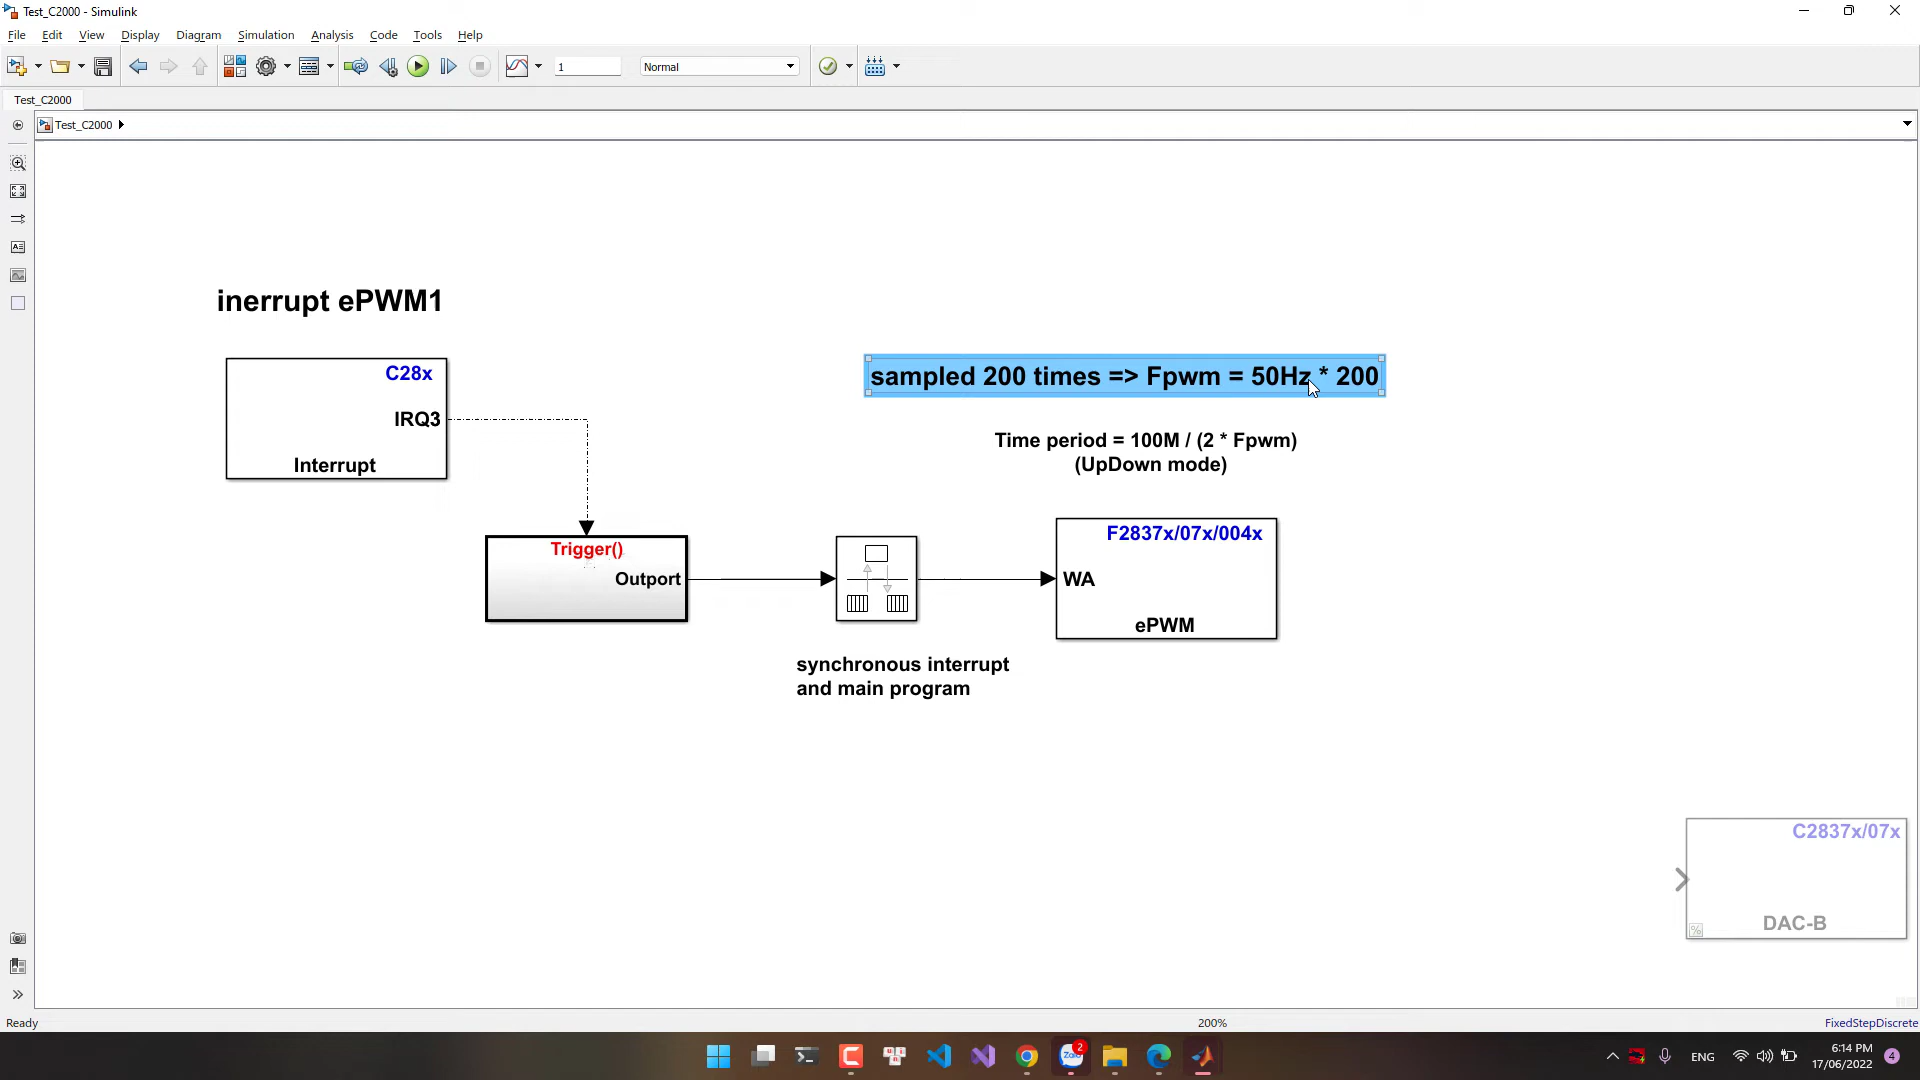 Test_C2000 - Simulink
File Edit View Display Diagram Simulation Analysis Code Tools Help
1
Normal
Test_C2000
Test_C2000
inerrupt ePWM1
C28x
IRQ3
Interrupt
sampled 200 times => Fpwm = 50Hz * 200
Time period = 100M / (2 * Fpwm)
(UpDown mode)
Trigger()
Outport
F2837x/07x/004x
WA
ePWM
synchronous interrupt
and main program
C2837x/07x
DAC-B
Ready
200%
FixedStepDiscrete
Zalo
2
ENG
6:14 PM
17/06/2022
4